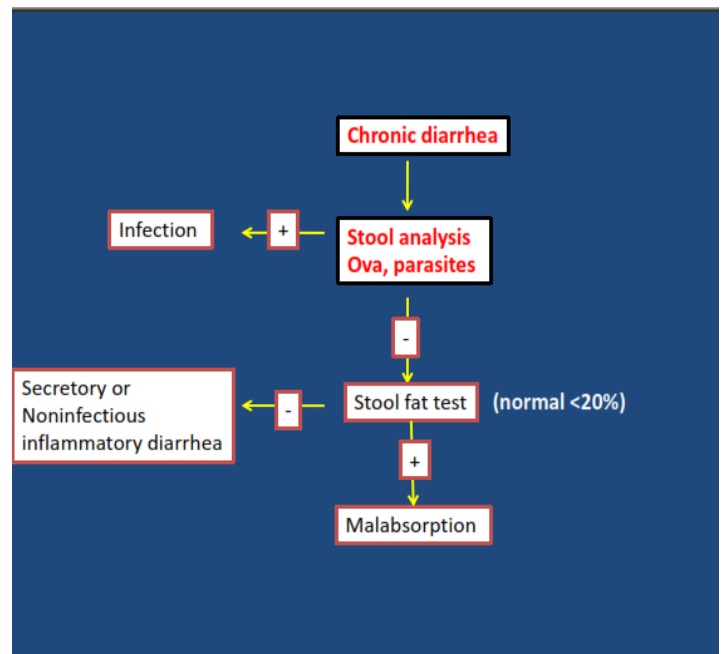 Chronic diarrhea
Infection
+
Stool analysis
Ova, parasites
-
Secretory or
Noninfectious
inflammatory diarrhea
-
Stool fat test
(normal <20%)
+
Malabsorption